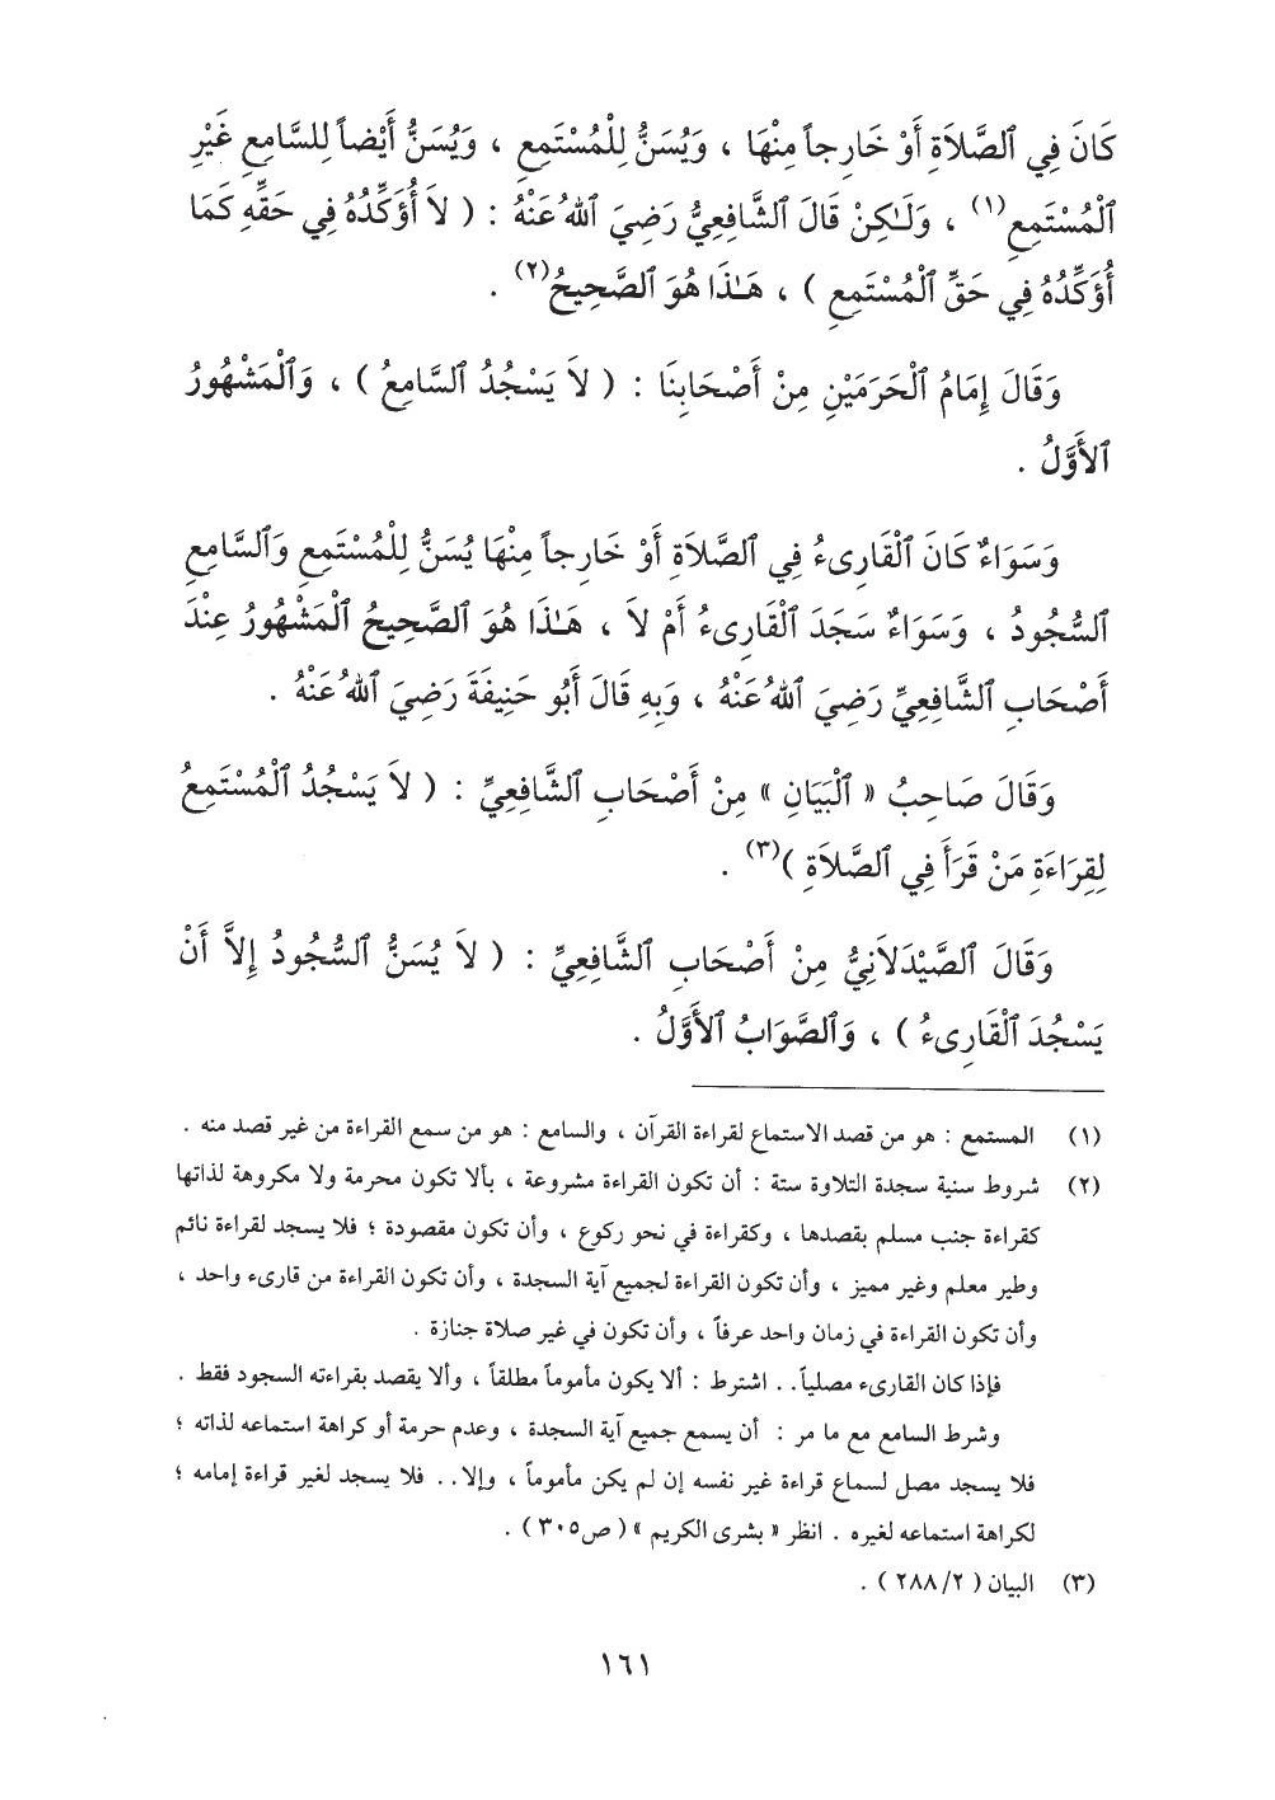 كَانَ فِي ٱلصَّلَاةِ أَوْ خَارِجاً مِنْهَا ، وَيُسَنُّ لِلْمُسْتَمِعِ ، وَيُسَنُّ أَيْضاً لِلسَّامِعِ غَيْرِ
ٱلْمُسْتَمِعِ(١) ، وَلَـٰكِنْ قَالَ ٱلشَّافِعِيُّ رَضِيَ ٱللهُ عَنْهُ : ( لاَ أُؤَكِّدُهُ فِي حَقِّهِ كَمَا
أُؤَكِّدُهُ فِي حَقِّ ٱلْمُسْتَمِعِ ) ، هَـٰذَا هُوَ ٱلصَّحِيحُ(٢) .
وَقَالَ إِمَامُ ٱلْحَرَمَيْنِ مِنْ أَصْحَابِنَا : ( لاَ يَسْجُدُ ٱلسَّامِعُ ) ، وَٱلْمَشْهُورُ
ٱلأَوَّلُ .
وَسَوَاءٌ كَانَ ٱلْقَارِىءُ فِي ٱلصَّلاَةِ أَوْ خَارِجاً مِنْهَا يُسَنُّ لِلْمُسْتَمِعِ وَٱلسَّامِعِ
ٱلسُّجُودُ ، وَسَوَاءٌ سَجَدَ ٱلْقَارِىءُ أَمْ لاَ ، هَـٰذَا هُوَ ٱلصَّحِيحُ ٱلْمَشْهُورُ عِنْدَ
أَصْحَابِ ٱلشَّافِعِيِّ رَضِيَ ٱللهُ عَنْهُ ، وَبِهِ قَالَ أَبُو حَنِيفَةَ رَضِيَ ٱللهُ عَنْهُ .
وَقَالَ صَاحِبُ « ٱلْبَيَانِ » مِنْ أَصْحَابِ ٱلشَّافِعِيِّ : ( لاَ يَسْجُدُ ٱلْمُسْتَمِعُ
لِقِرَاءَةِ مَنْ قَرَأَ فِي ٱلصَّلاَةِ )(٣) .
وَقَالَ ٱلصَّيْدَلاَنِيُّ مِنْ أَصْحَابِ ٱلشَّافِعِيِّ : ( لاَ يُسَنُّ ٱلسُّجُودُ إِلاَّ أَنْ
يَسْجُدَ ٱلْقَارِىءُ ) ، وَٱلصَّوَابُ ٱلأَوَّلُ .
(١) المستمع : هو من قصد الاستماع لقراءة القرآن ، والسامع : هو من سمع القراءة من غير قصد منه .
(٢) شروط سنية سجدة التلاوة ستة : أن تكون القراءة مشروعة ، بألا تكون محرمة ولا مكروهة لذاتها
كقراءة جنب مسلم بقصدها ، وكقراءة في نحو ركوع ، وأن تكون مقصودة ؛ فلا يسجد لقراءة نائم
وطير معلم وغير مميز ، وأن تكون القراءة لجميع آية السجدة ، وأن تكون القراءة من قارىء واحد ،
وأن تكون القراءة في زمان واحد عرفاً ، وأن تكون في غير صلاة جنازة .
فإذا كان القارىء مصلياً.. اشترط : ألا يكون مأموماً مطلقاً ، وألا يقصد بقراءته السجود فقط .
وشرط السامع مع ما مر : أن يسمع جميع آية السجدة ، وعدم حرمة أو كراهة استماعه لذاته ؛
فلا يسجد مصل لسماع قراءة غير نفسه إن لم يكن مأموماً ، وإلا.. فلا يسجد لغير قراءة إمامه ؛
لكراهة استماعه لغيره . انظر « بشرى الكريم » ( ص٣٠٥ ) .
(٣) البيان ( ٢٨٨/٢ ) .
١٦١